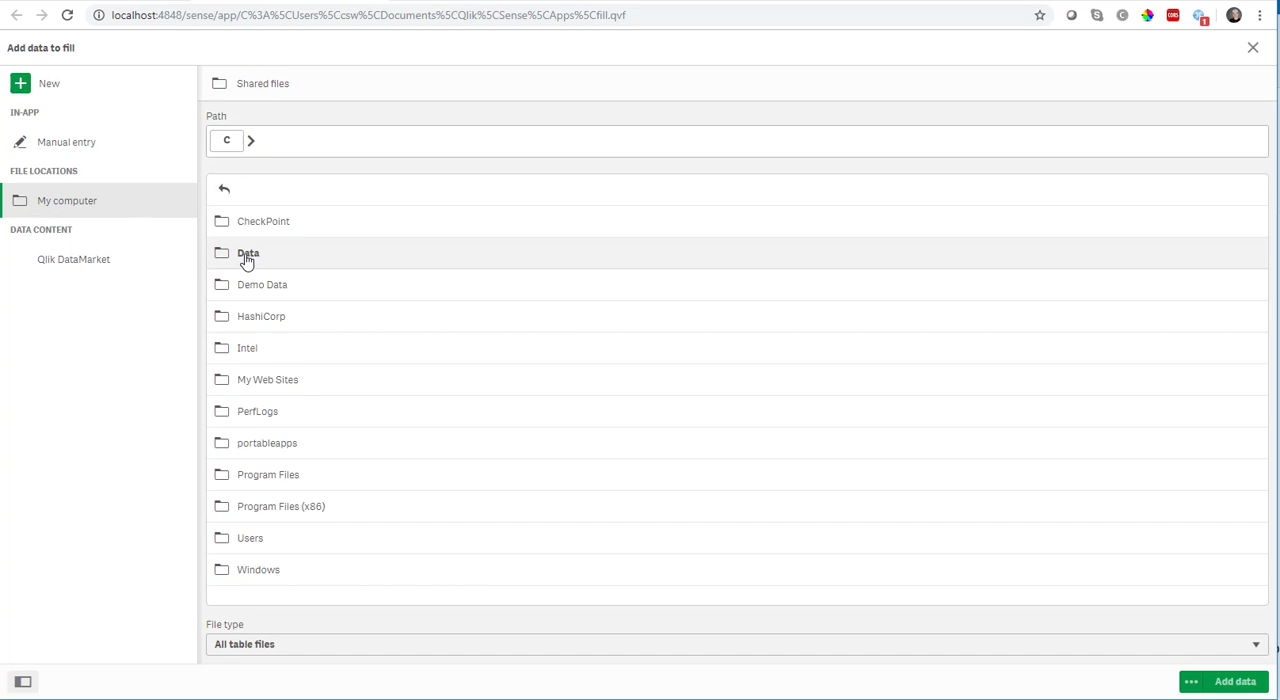 localhost:4848/sense/app/C%3A%5CUsers%5Ccsw%5CDocuments%5CQlik%5CSense%5CApps%5Cfill.qvf
Add data to fill
New
IN-APP
Manual entry
FILE LOCATIONS
My computer
DATA CONTENT
Qlik DataMarket
Shared files
Path
C
CheckPoint
Data
Demo Data
HashiCorp
Intel
My Web Sites
PerfLogs
portableapps
Program Files
Program Files (x86)
Users
Windows
File type
All table files
Add data